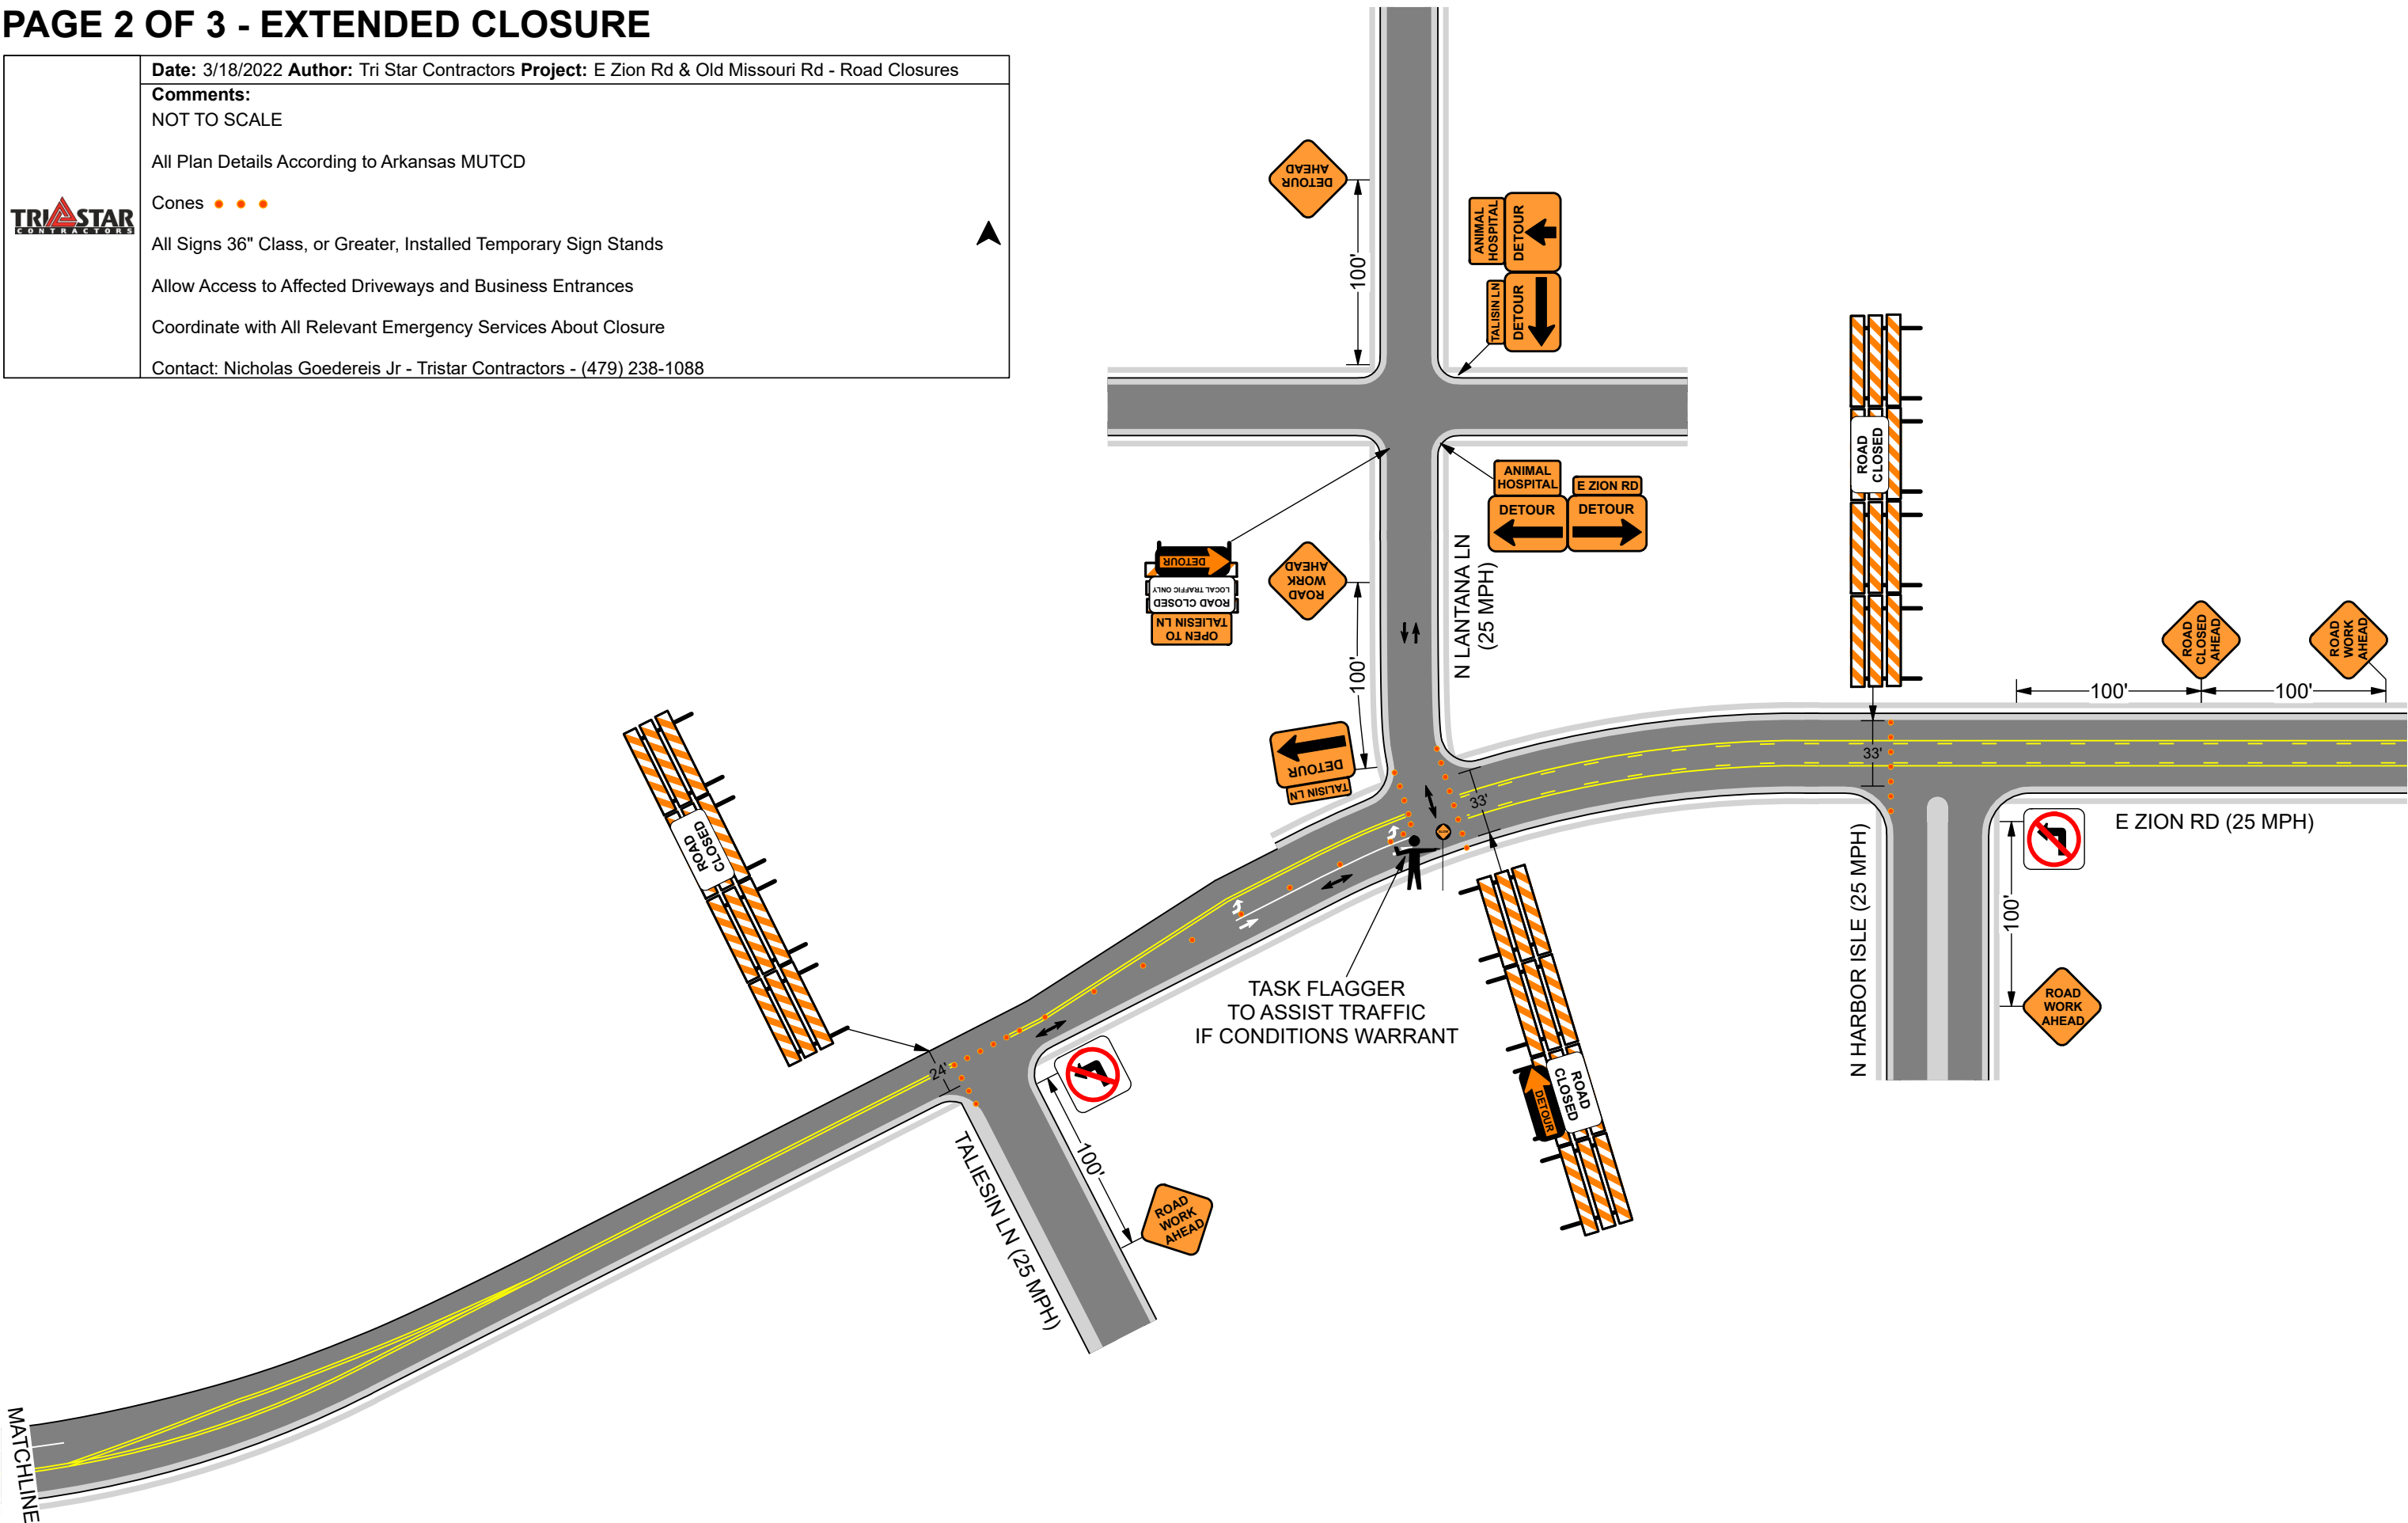 PAGE 2 OF 3 - EXTENDED CLOSURE
Date: 3/18/2022 Author: Tri Star Contractors Project: E Zion Rd & Old Missouri Rd - Road Closures
Comments:
NOT TO SCALE
All Plan Details According to Arkansas MUTCD
Cones
All Signs 36" Class, or Greater, Installed Temporary Sign Stands
Allow Access to Affected Driveways and Business Entrances
Coordinate with All Relevant Emergency Services About Closure
Contact: Nicholas Goedereis Jr - Tristar Contractors - (479) 238-1088
TRI STAR
CONTRACTORS
DETOUR
AHEAD
100'
ANIMAL
HOSPITAL
DETOUR
TALISIN LN
DETOUR
ANIMAL
HOSPITAL
DETOUR
E ZION RD
DETOUR
DETOUR
ROAD CLOSED
LOCAL TRAFFIC ONLY
OPEN TO
TALIESIN LN
ROAD
WORK
AHEAD
100'
N LANTANA LN
(25 MPH)
DETOUR
TALISIN LN
ROAD
CLOSED
ROAD
CLOSED
AHEAD
ROAD
WORK
AHEAD
100'
100'
33'
33'
E ZION RD (25 MPH)
N HARBOR ISLE (25 MPH)
100'
ROAD
WORK
AHEAD
ROAD
CLOSED
24'
TASK FLAGGER
TO ASSIST TRAFFIC
IF CONDITIONS WARRANT
ROAD
CLOSED
DETOUR
TALIESIN LN (25 MPH)
100'
ROAD
WORK
AHEAD
MATCHLINE